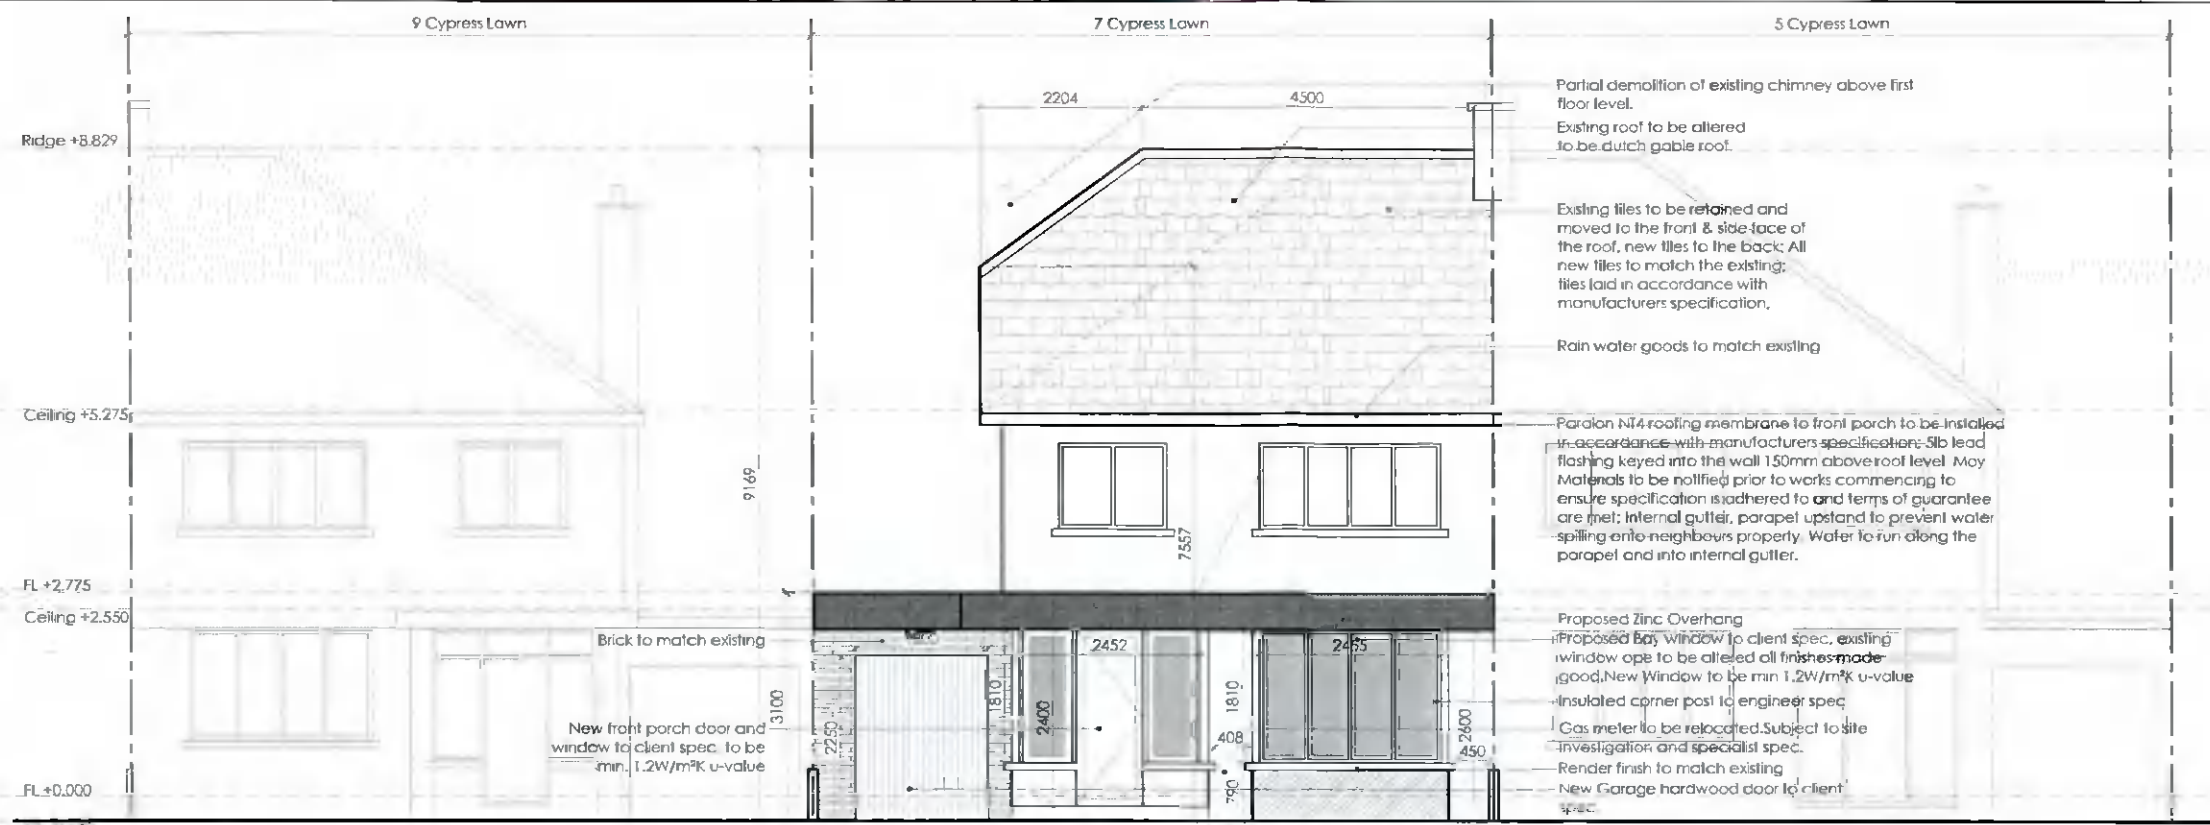 9 Cypress Lawn
7 Cypress Lawn
5 Cypress Lawn
2204
4500
Ridge +8.829
Partial demolition of existing chimney above first
floor level.
Existing roof to be altered
to be dutch gable roof.
Existing tiles to be retained and
moved to the front & side face of
the roof, new tiles to the back; All
new tiles to match the existing;
tiles laid in accordance with
manufacturers specification.
Rain water goods to match existing
Ceiling +5.275
Paralon NT4 roofing membrane to front porch to be installed
in accordance with manufacturers specification; 5lb lead
flashing keyed into the wall 150mm above roof level Moy
Materials to be notified prior to works commencing to
ensure specification is adhered to and terms of guarantee
are met; Internal gutter, parapet upstand to prevent water
spilling onto neighbours property. Water to run along the
parapet and into internal gutter.
9169
7557
FL +2.775
Ceiling +2.550
Proposed Zinc Overhang
Proposed Bay window to client spec, existing
window ope to be altered all finishes made
good,New Window to be min 1.2W/m²K u-value
Insulated corner post to engineer spec
Gas meter to be relocated.Subject to site
investigation and specialist spec.
Render finish to match existing
New Garage hardwood door to client
spec.
Brick to match existing
New front porch door and
window to client spec. to be
min. 1.2W/m²K u-value
3100
2250
1810
2400
2452
1810
408
790
2455
2600
450
FL +0.000